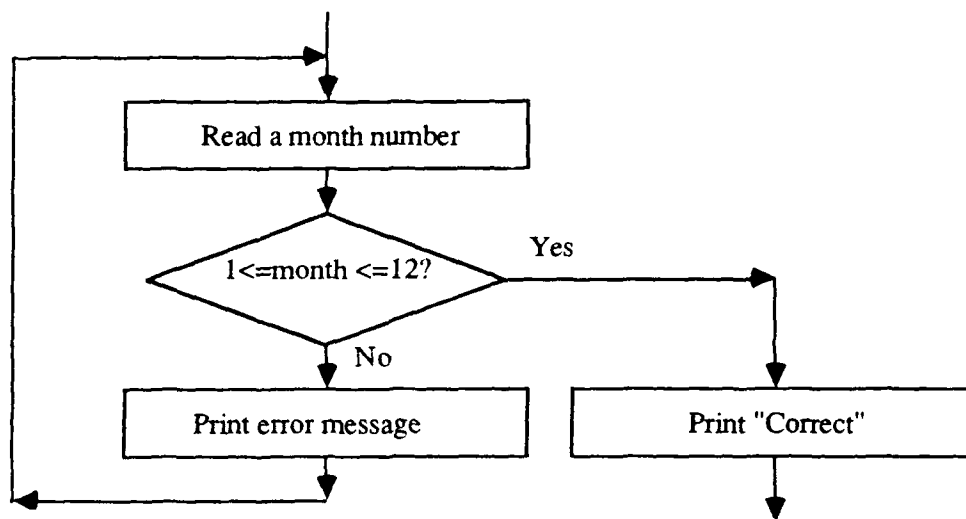 Read a month number
1<=month <=12?
Yes
No
Print error message
Print "Correct"